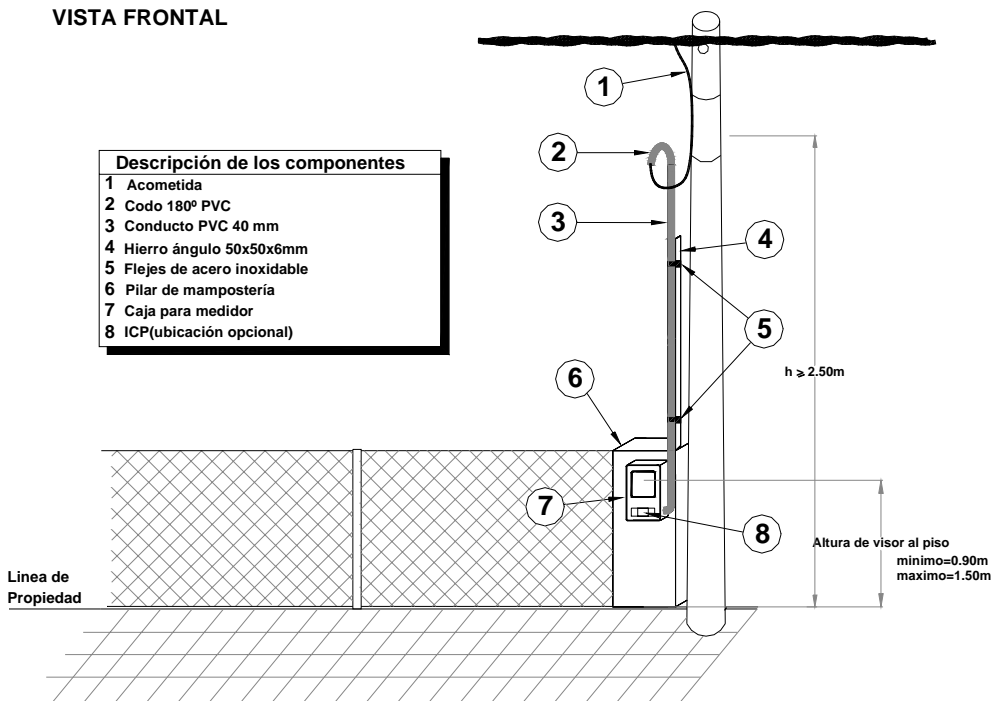 VISTA FRONTAL
1
2
Descripción de los componentes
1 Acometida
2 Codo 180º PVC
3 Conducto PVC 40 mm
4 Hierro ángulo 50x50x6mm
5 Flejes de acero inoxidable
6 Pilar de mampostería
7 Caja para medidor
8 ICP(ubicación opcional)
3
4
5
h ⩾ 2.50m
6
7
8
Altura de visor al piso
minimo=0.90m
maximo=1.50m
Linea de
Propiedad